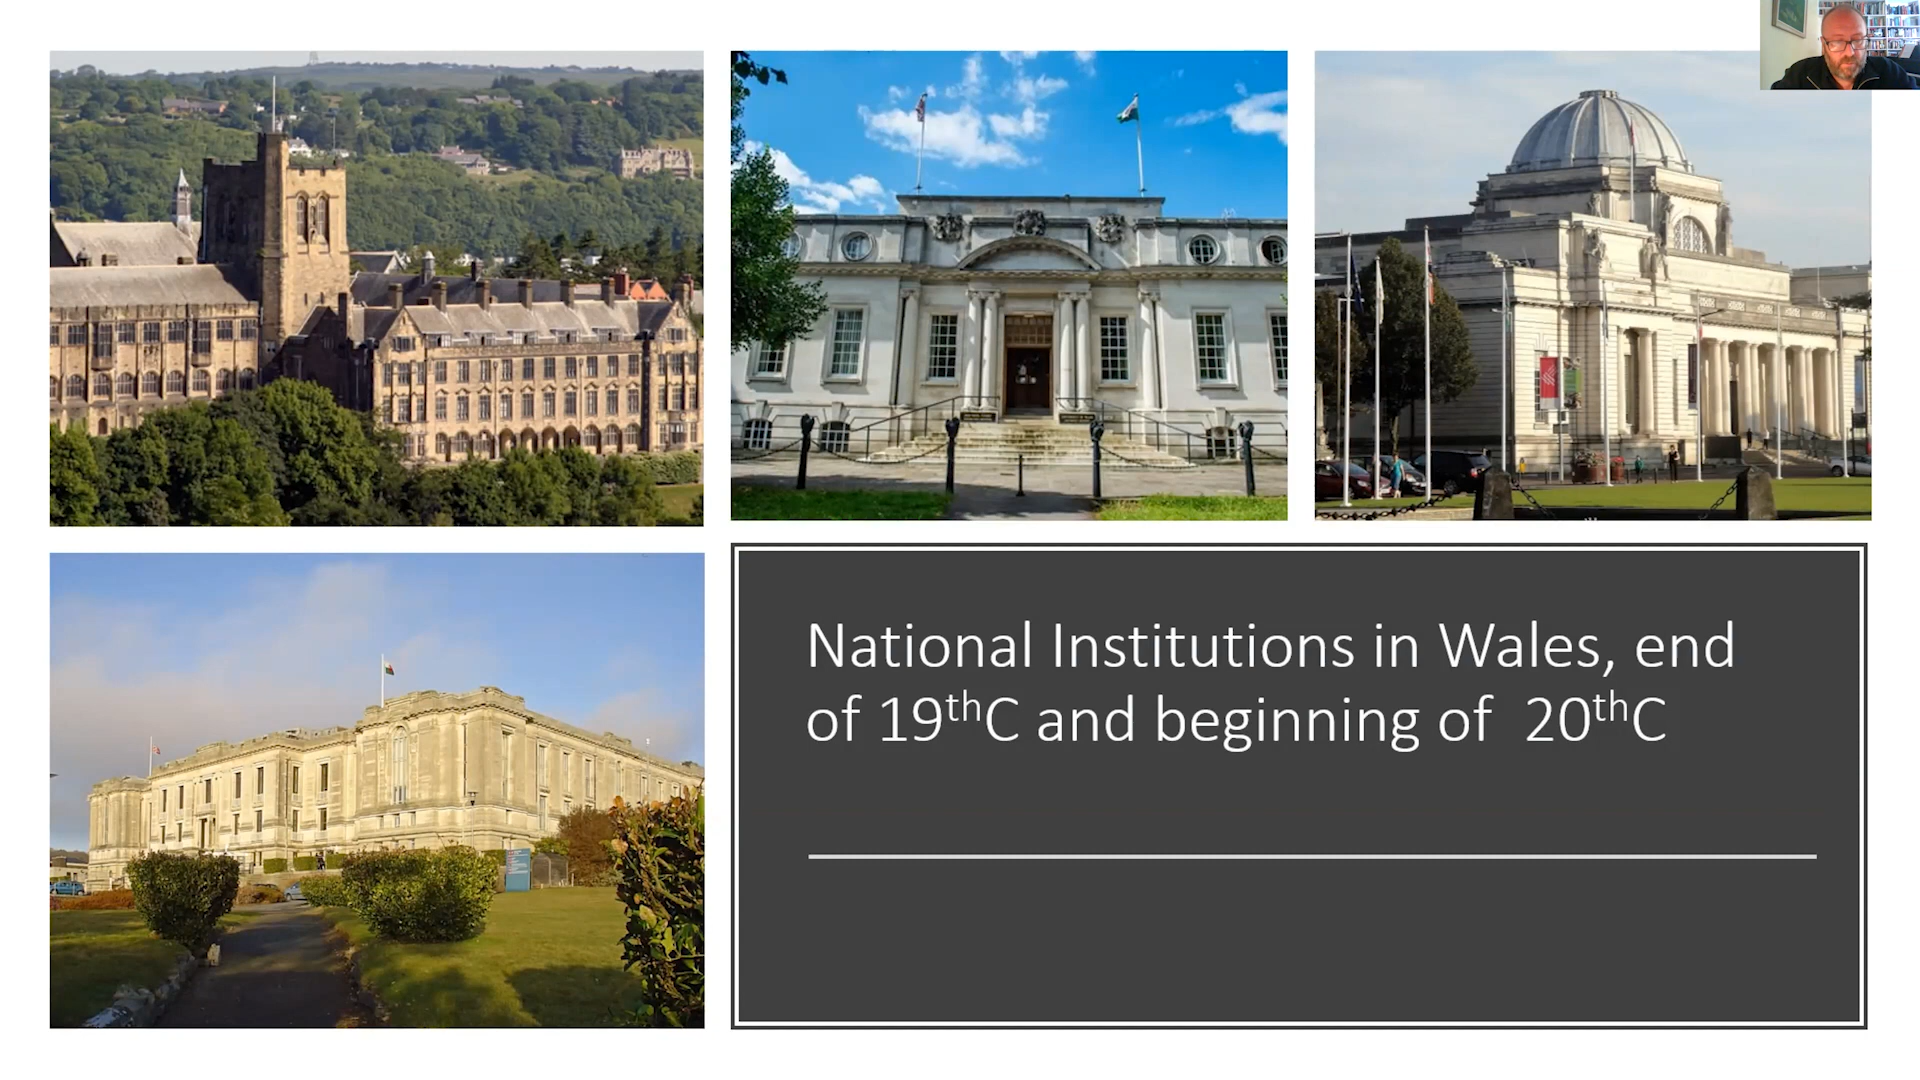 National Institutions in Wales, end
of 19thC and beginning of 20thC